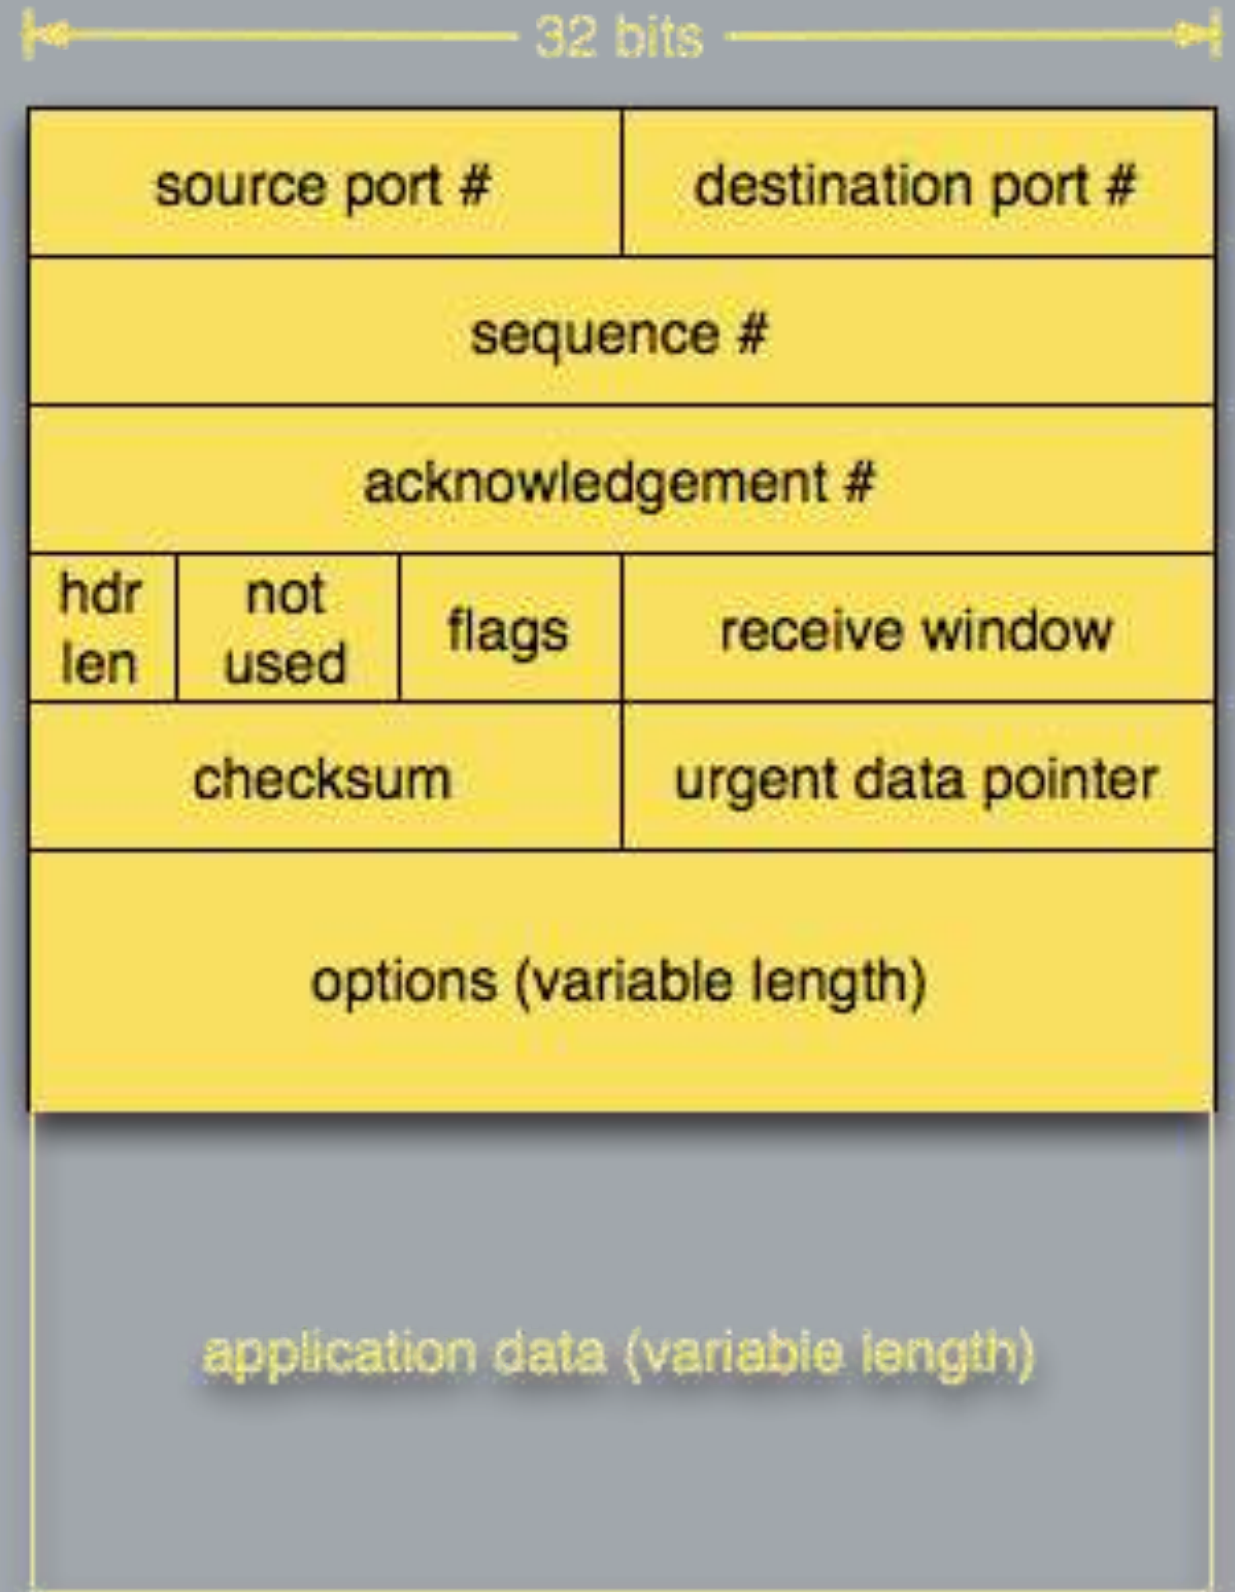 32 bits
source port # destination port #
sequence #
acknowledgement #
hdr len not used flags receive window
checksum urgent data pointer
options (variable length)
application data (variable length)